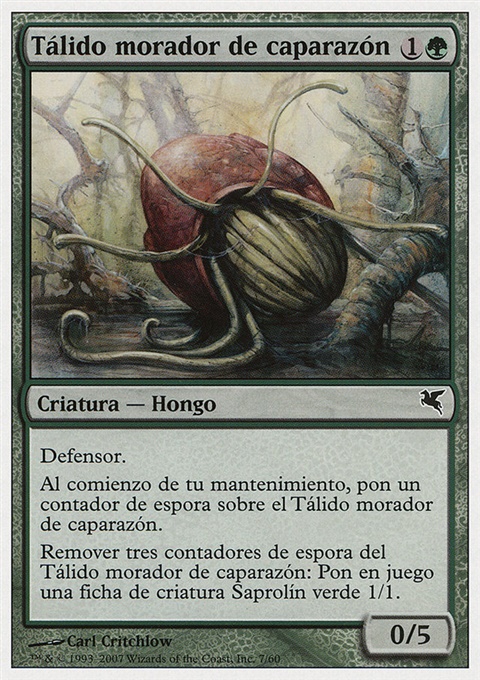 Tálido morador de caparazón 1
Criatura — Hongo
Defensor.
Al comienzo de tu mantenimiento, pon un
contador de espora sobre el Tálido morador
de caparazón.
Remover tres contadores de espora del
Tálido morador de caparazón: Pon en juego
una ficha de criatura Saprolín verde 1/1.
Carl Critchlow
0/5
™ & © 1993–2007 Wizards of the Coast, Inc. 7/60